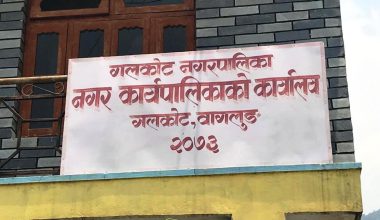 गलकोट नगरपालिका
नगर कार्यपालिकाको कार्यालय
गलकोट, वागलुङ
२०७३